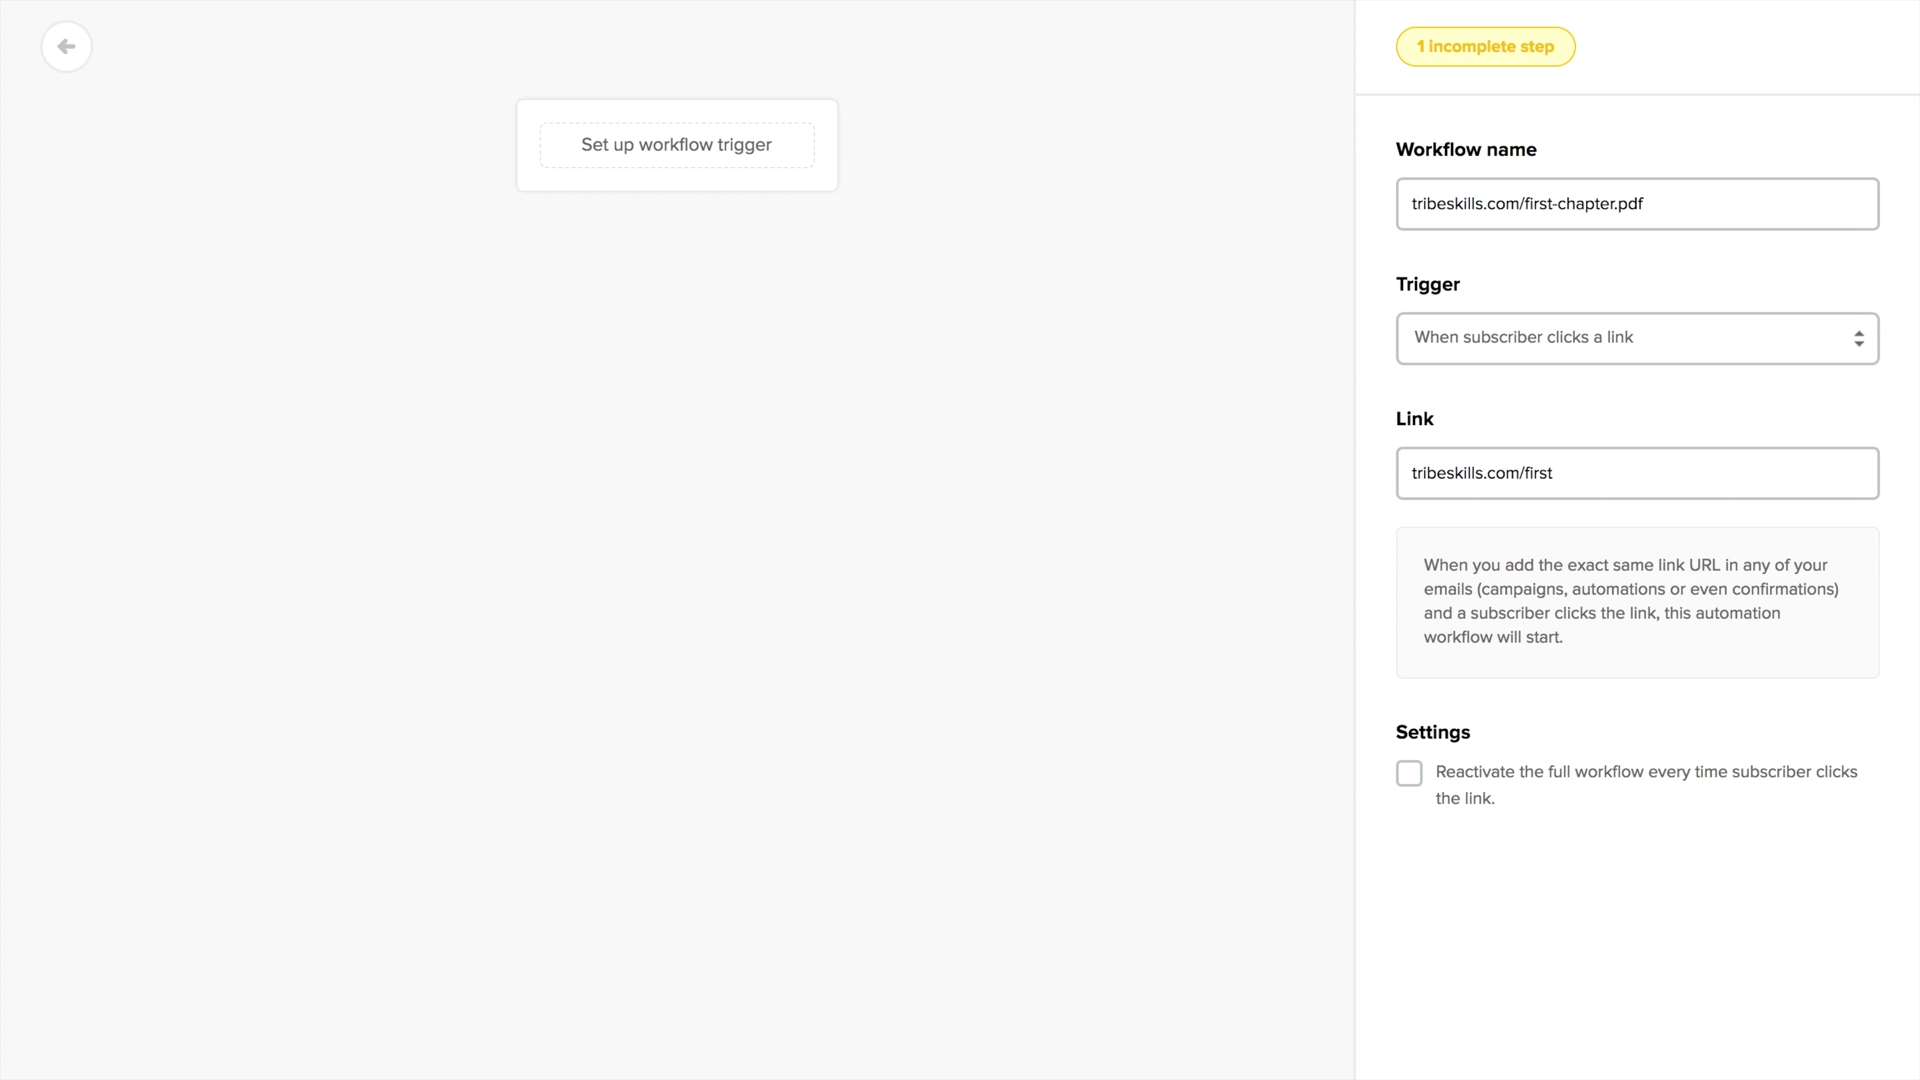 1 incomplete step
Set up workflow trigger
Workflow name
tribeskills.com/first-chapter.pdf
Trigger
When subscriber clicks a link
Link
tribeskills.com/first
When you add the exact same link URL in any of your
emails (campaigns, automations or even confirmations)
and a subscriber clicks the link, this automation
workflow will start.
Settings
Reactivate the full workflow every time subscriber clicks
the link.